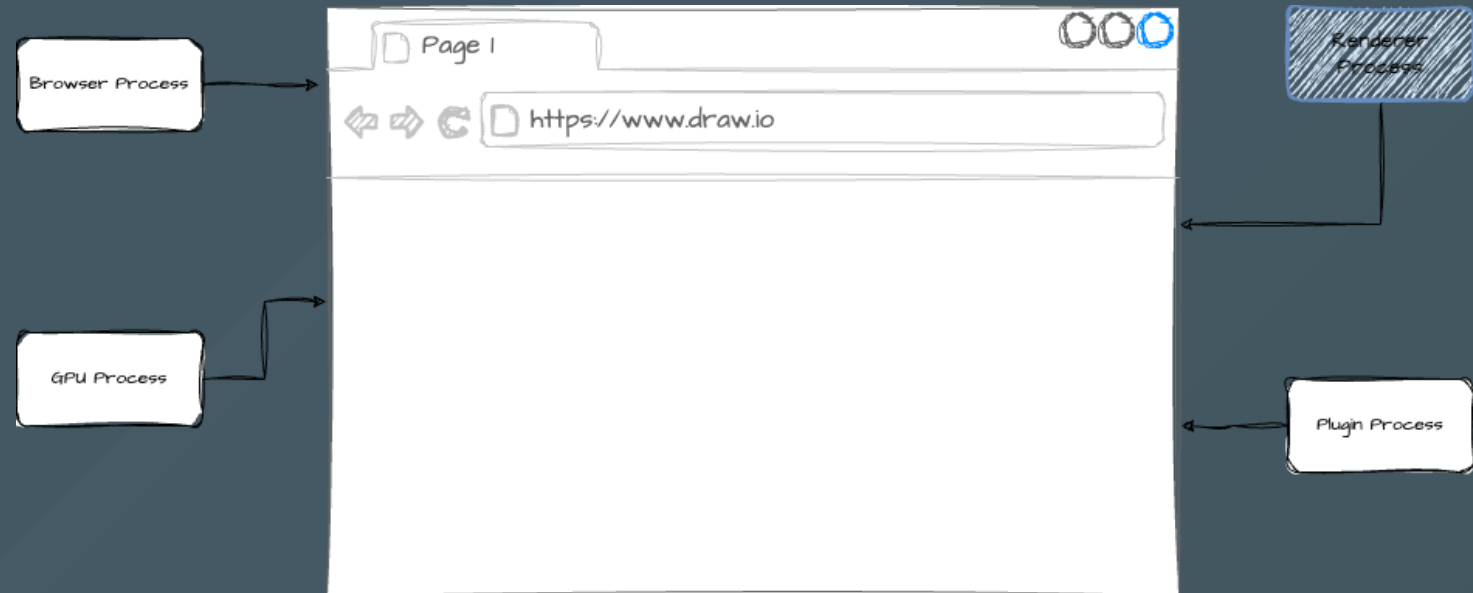 Browser Process
Page 1
https://www.draw.io
Renderer
Process
GPU Process
Plugin Process